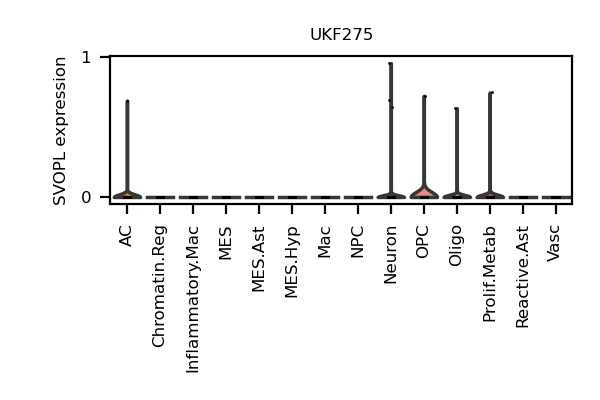 UKF275
SVOPL expression
1
0
AC
Chromatin.Reg
Inflammatory.Mac
MES
MES.Ast
MES.Hyp
Mac
NPC
Neuron
OPC
Oligo
Prolif.Metab
Reactive.Ast
Vasc